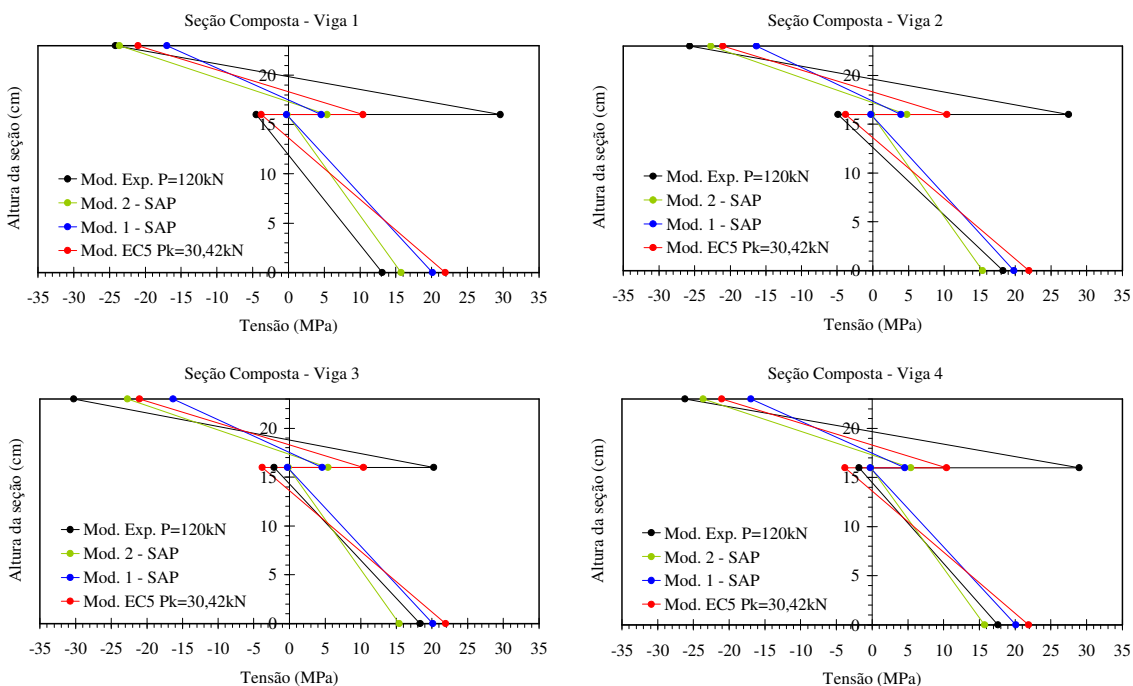 Seção Composta - Viga 1
Altura da seção (cm)
20
15
10
5
0
Mod. Exp. P=120kN
Mod. 2 - SAP
Mod. 1 - SAP
Mod. EC5 Pk=30,42kN
-35 -30 -25 -20 -15 -10 -5 0 5 10 15 20 25 30 35
Tensão (MPa)
Seção Composta - Viga 2
Altura da seção (cm)
20
15
10
5
0
Mod. Exp. P=120kN
Mod. 2 - SAP
Mod. 1 - SAP
Mod. EC5 Pk=30,42kN
-35 -30 -25 -20 -15 -10 -5 0 5 10 15 20 25 30 35
Tensão (MPa)
Seção Composta - Viga 3
Altura da seção (cm)
20
15
10
5
0
Mod. Exp. P=120kN
Mod. 2 - SAP
Mod. 1 - SAP
Mod. EC5 Pk=30,42kN
-35 -30 -25 -20 -15 -10 -5 0 5 10 15 20 25 30 35
Tensão (MPa)
Seção Composta - Viga 4
Altura da seção (cm)
20
15
10
5
0
Mod. Exp. P=120kN
Mod. 2 - SAP
Mod. 1 - SAP
Mod. EC5 Pk=30,42kN
-35 -30 -25 -20 -15 -10 -5 0 5 10 15 20 25 30 35
Tensão (MPa)